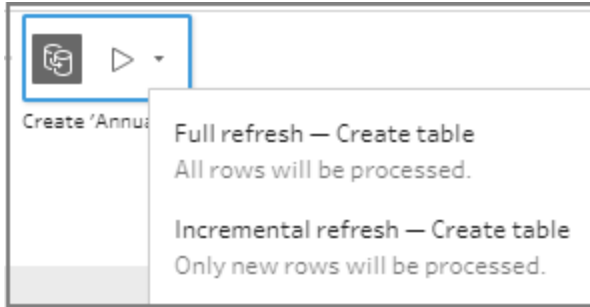 Create 'Annua
Full refresh — Create table
All rows will be processed.
Incremental refresh — Create table
Only new rows will be processed.